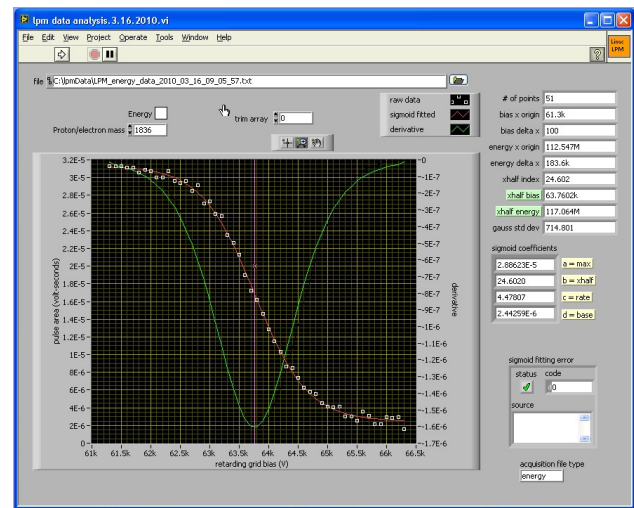 lpm data analysis.3.16.2010.vi
File Edit View Project Operate Tools Window Help
Linac LPM
file C:\lpmData\LPM_energy_data_2010_03_16_09_05_57.txt
Energy
trim array 0
Proton/electron mass 1836
raw data
sigmoid fitted
derivative
# of points 51
bias x origin 61.3k
bias delta x 100
energy x origin 112.547M
energy delta x 183.6k
xhalf index 24.602
xhalf bias 63.7602k
xhalf energy 117.064M
gauss std dev 714.801
sigmoid coefficients
2.88623E-5 a = max
24.6020 b = xhalf
4.47807 c = rate
2.44259E-6 d = base
sigmoid fitting error
status code
0
source
acquisition file type
energy
pulse area (volt-seconds)
3.2E-5
3E-5
2.8E-5
2.6E-5
2.4E-5
2.2E-5
2E-5
1.8E-5
1.6E-5
1.4E-5
1.2E-5
1E-5
8E-6
6E-6
4E-6
2E-6
0
61k 61.5k 62k 62.5k 63k 63.5k 64k 64.5k 65k 65.5k 66k 66.5k
retarding grid bias (V)
-0
-1E-7
-2E-7
-3E-7
-4E-7
-5E-7
-6E-7
-7E-7
-8E-7
-9E-7
-1E-6
-1.1E-6
-1.2E-6
-1.3E-6
-1.4E-6
-1.5E-6
-1.6E-6
-1.7E-6
derivative